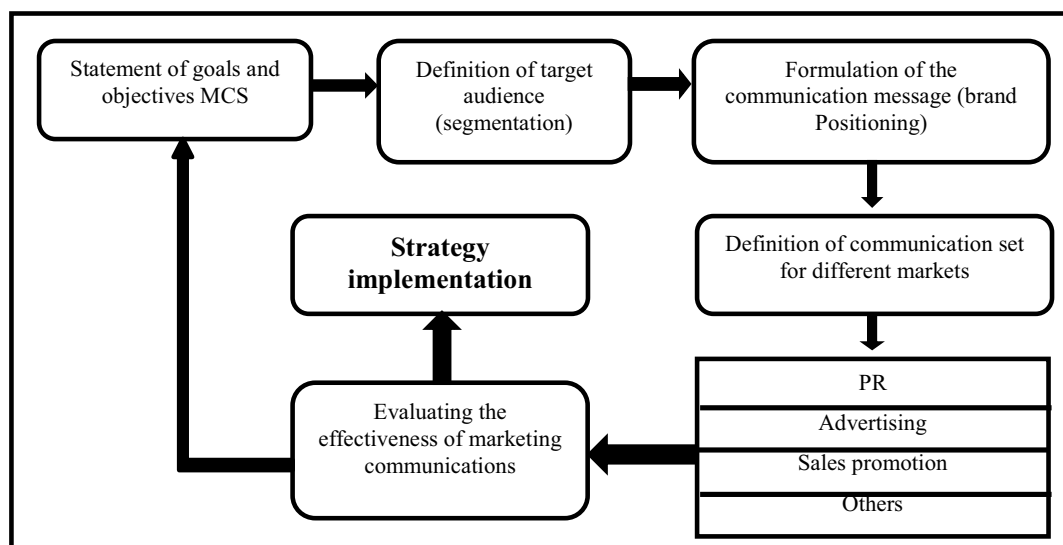 Statement of goals and
objectives MCS
Definition of target
audience
(segmentation)
Formulation of the
communication message (brand
Positioning)
Definition of communication set
for different markets
Strategy
implementation
PR
Advertising
Sales promotion
Others
Evaluating the
effectiveness of marketing
communications